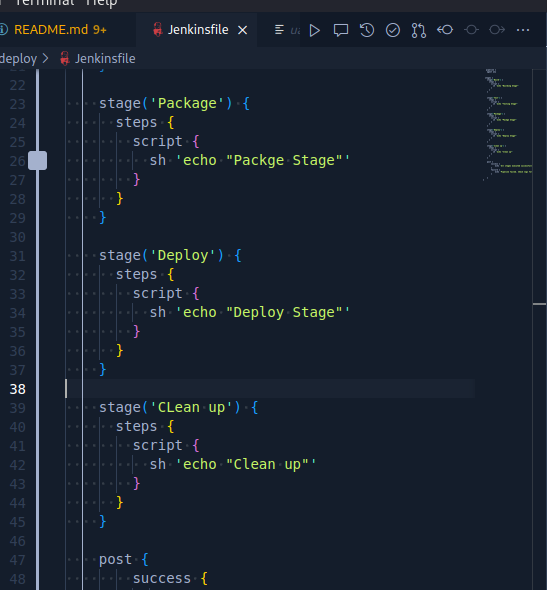 Terminal Help
README.md 9+
Jenkinsfile
deploy > Jenkinsfile
22
23 stage('Package') {
24 steps {
25 script {
26 sh 'echo "Packge Stage"'
27 }
28 }
29 }
30
31 stage('Deploy') {
32 steps {
33 script {
34 sh 'echo "Deploy Stage"'
35 }
36 }
37 }
38
39 stage('CLean up') {
40 steps {
41 script {
42 sh 'echo "Clean up"'
43 }
44 }
45 }
46
47 post {
48 success {